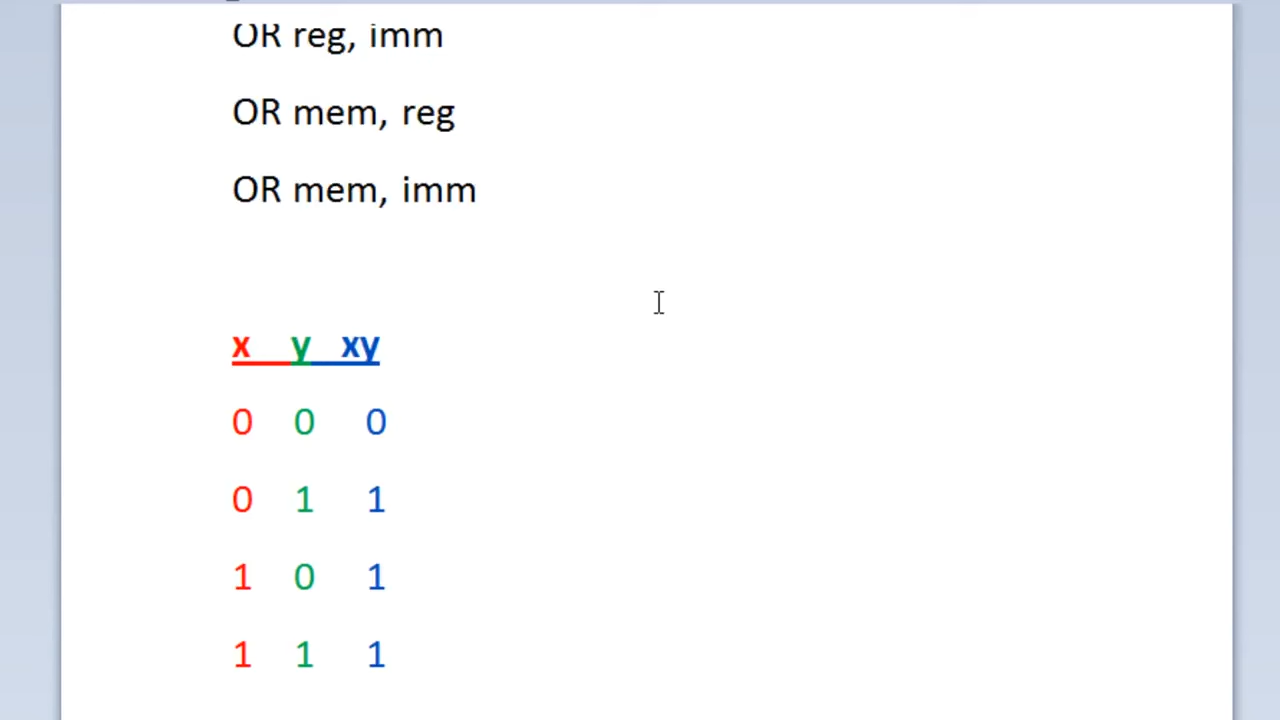 OR reg, imm
OR mem, reg
OR mem, imm
x y xy
0 0 0
0 1 1
1 0 1
1 1 1